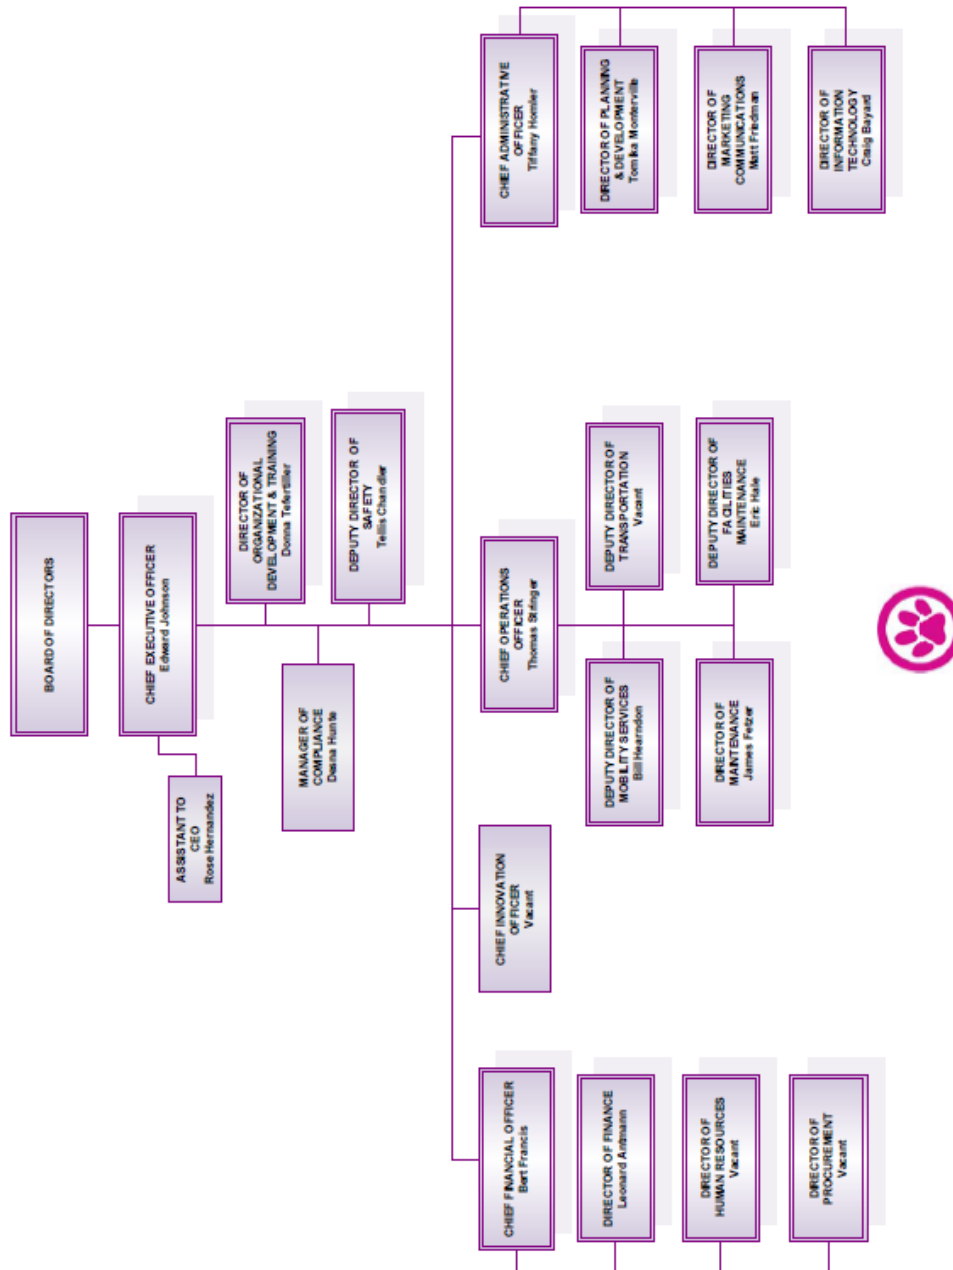 BOARD OF DIRECTORS
CHIEF EXECUTIVE OFFICER
Edward Johnson
ASSISTANT TO
CEO
Rose Hernandez
DIRECTOR OF
ORGANIZATIONAL
DEVELOPMENT & TRAINING
Donna Tefertiller
MANAGER OF
COMPLIANCE
Desna Hunte
DEPUTY DIRECTOR OF
SAFETY
Tellis Chandler
CHIEF FINANCIAL OFFICER
Bert Francis
CHIEF INNOVATION
OFFICER
Vacant
CHIEF OPERATIONS
OFFICER
Thomas Stringer
CHIEF ADMINISTRATIVE
OFFICER
Tiffany Homler
DIRECTOR OF FINANCE
Leonard Antmann
DEPUTY DIRECTOR OF
MOBILITY SERVICES
Bill Hearndon
DEPUTY DIRECTOR OF
TRANSPORTATION
Vacant
DIRECTOR OF PLANNING
& DEVELOPMENT
Tomika Monterville
DIRECTOR OF
HUMAN RESOURCES
Vacant
DIRECTOR OF
MAINTENANCE
James Fetzer
DEPUTY DIRECTOR OF
FACILITIES
MAINTENANCE
Eric Hale
DIRECTOR OF
MARKETING
COMMUNICATIONS
Matt Friedman
DIRECTOR OF
PROCUREMENT
Vacant
DIRECTOR OF
INFORMATION
TECHNOLOGY
Craig Bayard